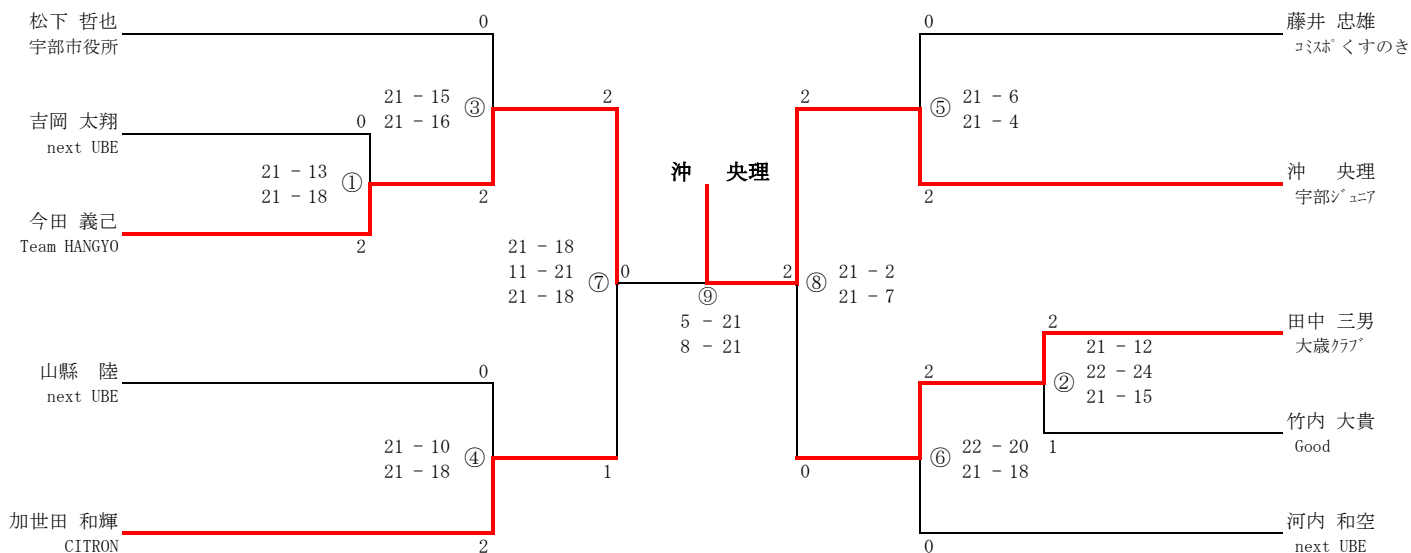 松下 哲也
宇部市役所
0
0
藤井 忠雄
コミスポくすのき
21 - 15
21 - 16
③
2
2
⑤
21 - 6
21 - 4
吉岡 太翔
next UBE
0
21 - 13
21 - 18
①
2
沖　央理
2
沖　央理
宇部ジュニア
今田 義己
Team HANGYO
2
21 - 18
11 - 21
21 - 18
⑦
0
2
⑧
21 - 2
21 - 7
⑨
5 - 21
8 - 21
2
田中 三男
大歳クラブ
21 - 12
22 - 24
21 - 15
②
山縣　陸
next UBE
0
2
竹内 大貴
Good
1
21 - 10
21 - 18
④
1
0
⑥
22 - 20
21 - 18
加世田 和輝
CITRON
2
0
河内 和空
next UBE